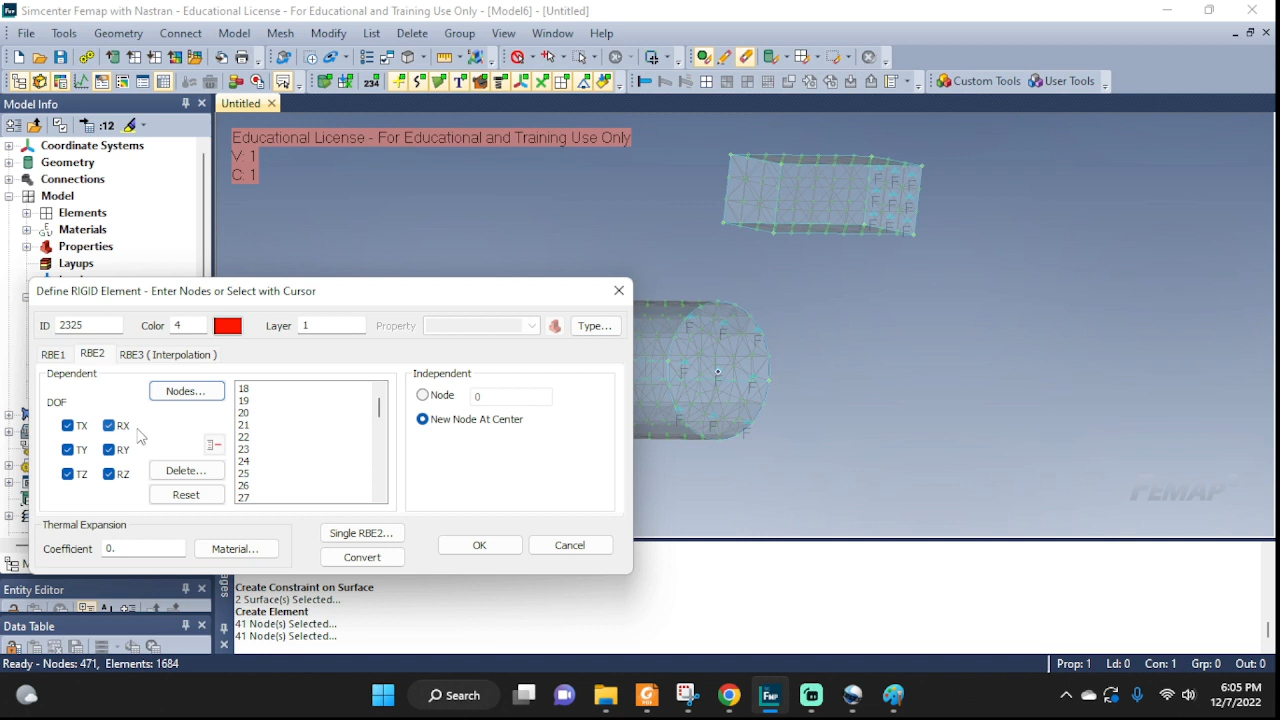 Simcenter Femap with Nastran - Educational License - For Educational and Training Use Only - [Model6] - [Untitled]
File Tools Geometry Connect Model Mesh Modify List Delete Group View Window Help
234 Custom Tools User Tools
Model Info
Untitled
:12
Coordinate Systems
Geometry
Connections
Model
Elements
Materials
Properties
Layups
Educational License - For Educational and Training Use Only
V: 1
C: 1
F F F
F F F
F F F
F F F
F F F
F F F
F F F
Define RIGID Element - Enter Nodes or Select with Cursor
ID 2325 Color 4 Layer 1 Property Type...
RBE1 RBE2 RBE3 ( Interpolation )
Dependent
DOF
Nodes...
TX RX
TY RY
TZ RZ
Delete...
Reset
18
19
20
21
22
23
24
25
26
27
Independent
Node 0
New Node At Center
Thermal Expansion
Coefficient 0. Material...
Single RBE2...
Convert
OK Cancel
FEMAP
Entity Editor
Data Table
Create Constraint on Surface
2 Surface(s) Selected...
Create Element
41 Node(s) Selected...
41 Node(s) Selected...
Ready - Nodes: 471, Elements: 1684
Prop: 1 Ld: 0 Con: 1 Grp: 0 Out: 0
Search
6:05 PM
12/7/2022